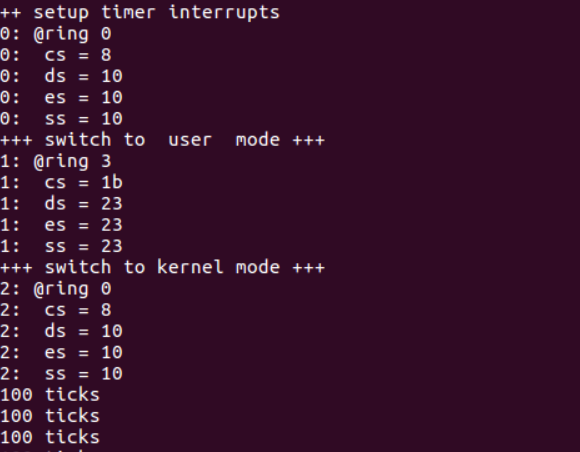 ++ setup timer interrupts
0: @ring 0
0:  cs = 8
0:  ds = 10
0:  es = 10
0:  ss = 10
+++ switch to  user  mode +++
1: @ring 3
1:  cs = 1b
1:  ds = 23
1:  es = 23
1:  ss = 23
+++ switch to kernel mode +++
2: @ring 0
2:  cs = 8
2:  ds = 10
2:  es = 10
2:  ss = 10
100 ticks
100 ticks
100 ticks